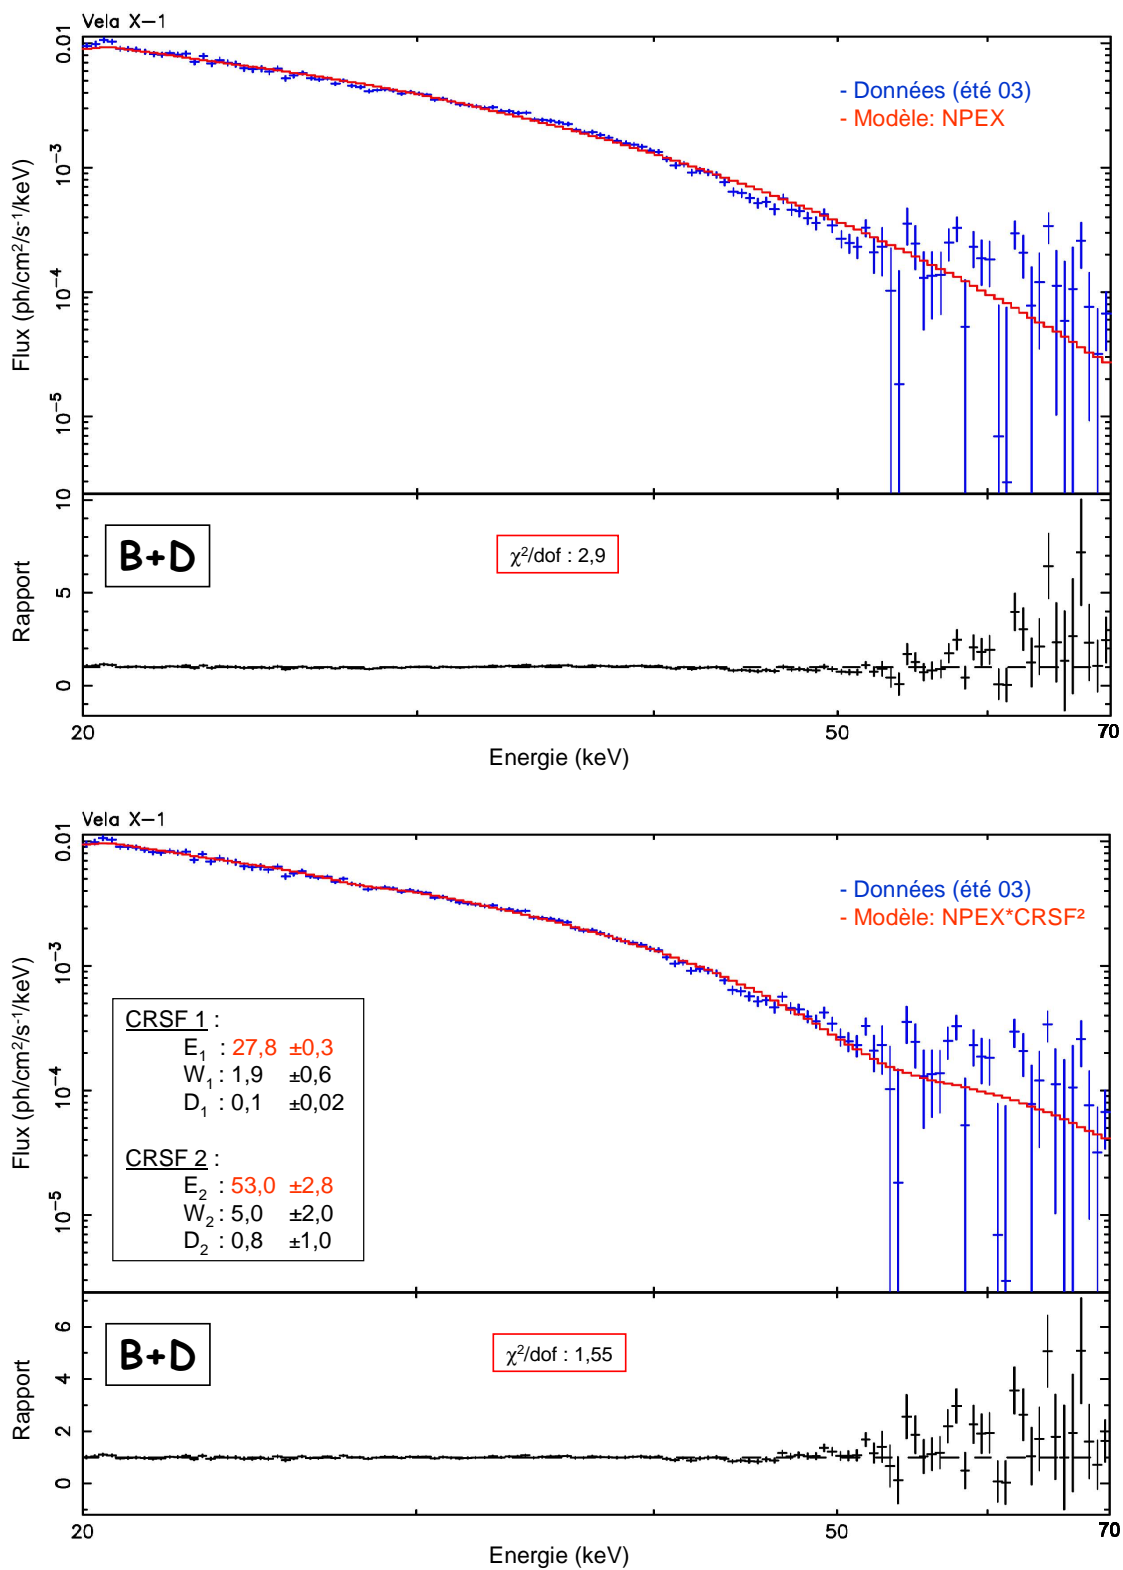 Vela X−1
0.01
- Données (été 03)
- Modèle: NPEX
10⁻³
10⁻⁴
10⁻⁵
Flux (ph/cm²/s⁻¹/keV)
10
5
0
Rapport
B+D
χ²/dof : 2,9
20
50
70
Energie (keV)
Vela X−1
0.01
- Données (été 03)
- Modèle: NPEX*CRSF²
10⁻³
10⁻⁴
10⁻⁵
Flux (ph/cm²/s⁻¹/keV)
CRSF 1 :
E₁ : 27,8 ±0,3
W₁ : 1,9 ±0,6
D₁ : 0,1 ±0,02
CRSF 2 :
E₂ : 53,0 ±2,8
W₂ : 5,0 ±2,0
D₂ : 0,8 ±1,0
6
4
2
0
Rapport
B+D
χ²/dof : 1,55
20
50
70
Energie (keV)